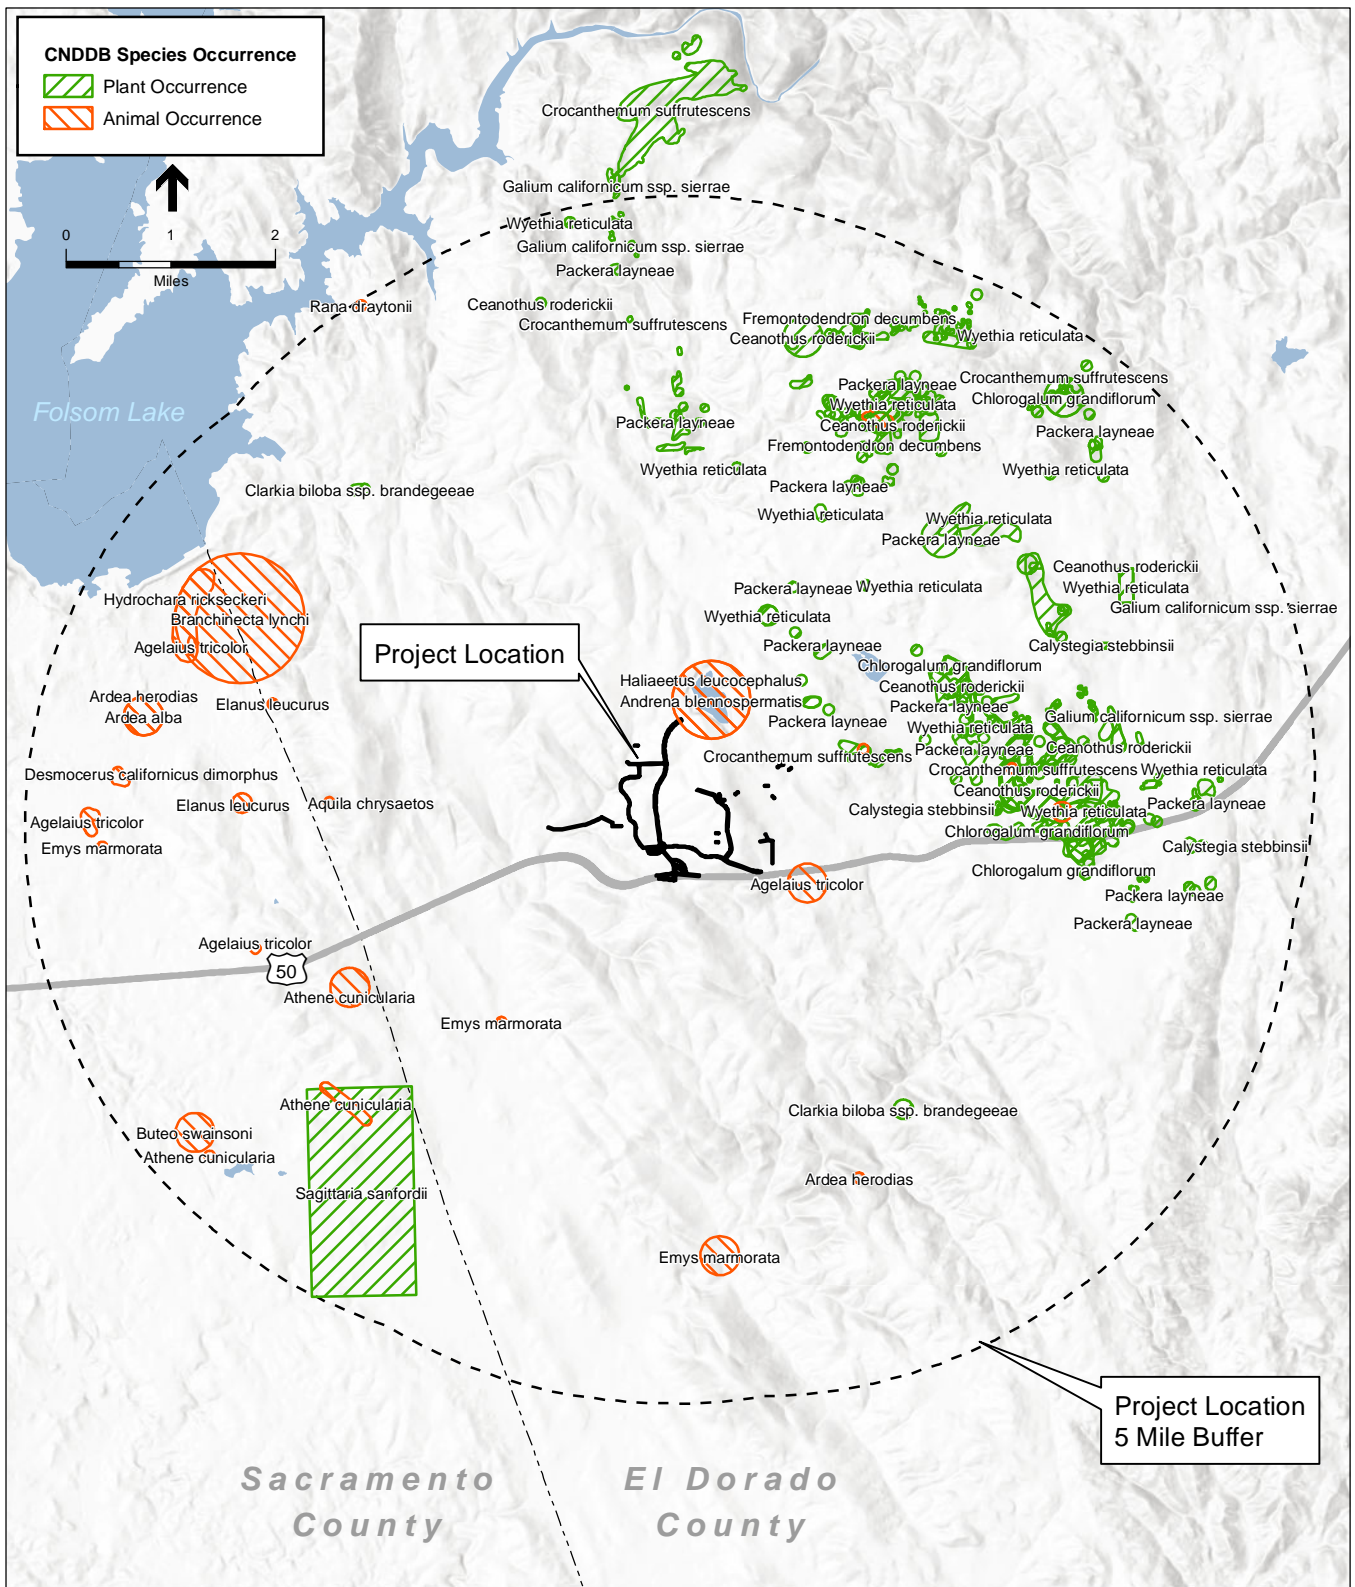 CNDDB Species Occurrence
Plant Occurrence
Animal Occurrence
0 1 2
Miles
Crocanthemum suffrutescens
Galium californicum ssp. sierrae
Wyethia reticulata
Galium californicum ssp. sierrae
Packera layneae
Rana draytonii
Ceanothus roderickii
Crocanthemum suffrutescens
Fremontodendron decumbens
Ceanothus roderickii
Wyethia reticulata
Folsom Lake
Packera layneae
Wyethia reticulata
Ceanothus roderickii
Fremontodendron decumbens
Crocanthemum suffrutescens
Chlorogalum grandiflorum
Packera layneae
Wyethia reticulata
Packera layneae
Wyethia reticulata
Packera layneae
Wyethia reticulata
Clarkia biloba ssp. brandegeeae
Wyethia reticulata
Packera layneae
Ceanothus roderickii
Wyethia reticulata
Galium californicum ssp. sierrae
Calystegia stebbinsii
Packera layneae
Wyethia reticulata
Wyethia reticulata
Packera layneae
Hydrochara rickseckeri
Branchinecta lynchi
Agelaius tricolor
Project Location
Haliaeetus leucocephalus
Andrena blennospermatis
Packera layneae
Chlorogalum grandiflorum
Ceanothus roderickii
Packera layneae
Wyethia reticulata
Galium californicum ssp. sierrae
Packera layneae
Ceanothus roderickii
Crocanthemum suffrutescens
Crocanthemum suffrutescens
Wyethia reticulata
Ceanothus roderickii
Packera layneae
Calystegia stebbinsii
Wyethia reticulata
Chlorogalum grandiflorum
Calystegia stebbinsii
Chlorogalum grandiflorum
Packera layneae
Packera layneae
Ardea herodias
Ardea alba
Elanus leucurus
Desmocerus californicus dimorphus
Elanus leucurus
Aquila chrysaetos
Agelaius tricolor
Emys marmorata
Agelaius tricolor
Agelaius tricolor
50
Athene cunicularia
Emys marmorata
Athene cunicularia
Buteo swainsoni
Athene cunicularia
Sagittaria sanfordii
Clarkia biloba ssp. brandegeeae
Ardea herodias
Emys marmorata
Project Location
5 Mile Buffer
Sacramento
County
El Dorado
County